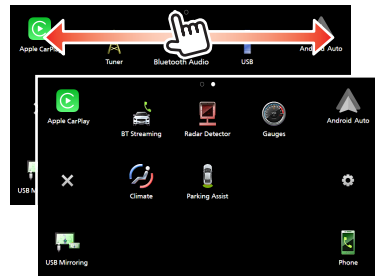 Apple CarPlay
Tuner
Bluetooth Audio
USB
Android Auto
USB M
Apple CarPlay
BT Streaming
Radar Detector
Gauges
Android Auto
Climate
Parking Assist
USB Mirroring
Phone